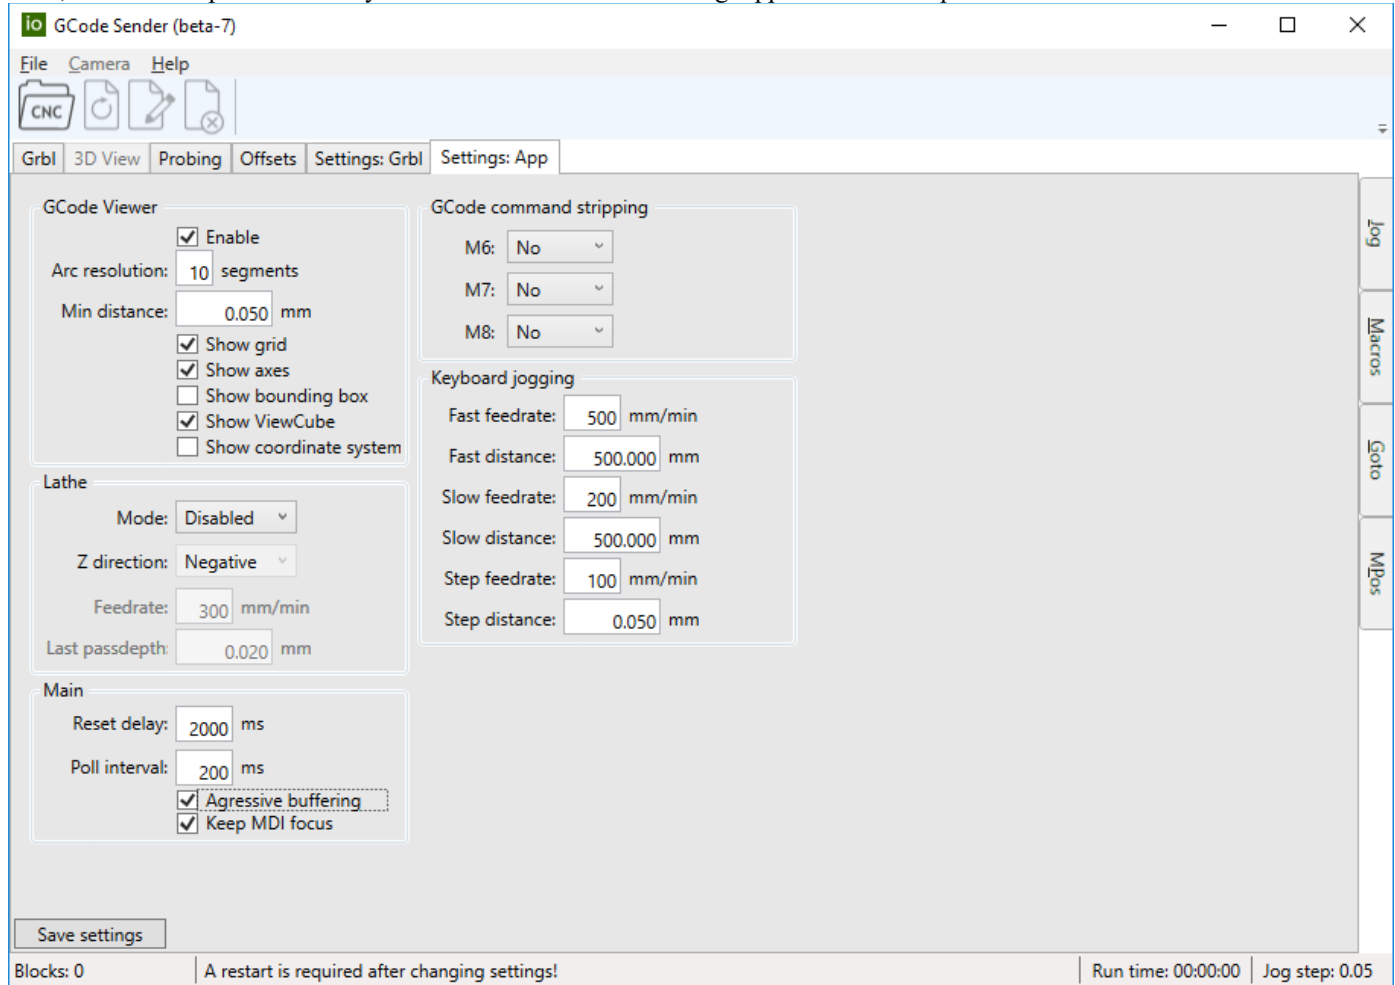 io GCode Sender (beta-7)
File Camera Help
CNC
Grbl 3D View Probing Offsets Settings: Grbl Settings: App
GCode Viewer
Enable
Arc resolution: 10 segments
Min distance: 0.050 mm
Show grid
Show axes
Show bounding box
Show ViewCube
Show coordinate system
Lathe
Mode: Disabled
Z direction: Negative
Feedrate: 300 mm/min
Last passdepth: 0.020 mm
Main
Reset delay: 2000 ms
Poll interval: 200 ms
Agressive buffering
Keep MDI focus
GCode command stripping
M6: No
M7: No
M8: No
Keyboard jogging
Fast feedrate: 500 mm/min
Fast distance: 500.000 mm
Slow feedrate: 200 mm/min
Slow distance: 500.000 mm
Step feedrate: 100 mm/min
Step distance: 0.050 mm
Jog
Macros
Goto
MPos
Save settings
Blocks: 0 A restart is required after changing settings! Run time: 00:00:00 Jog step: 0.05